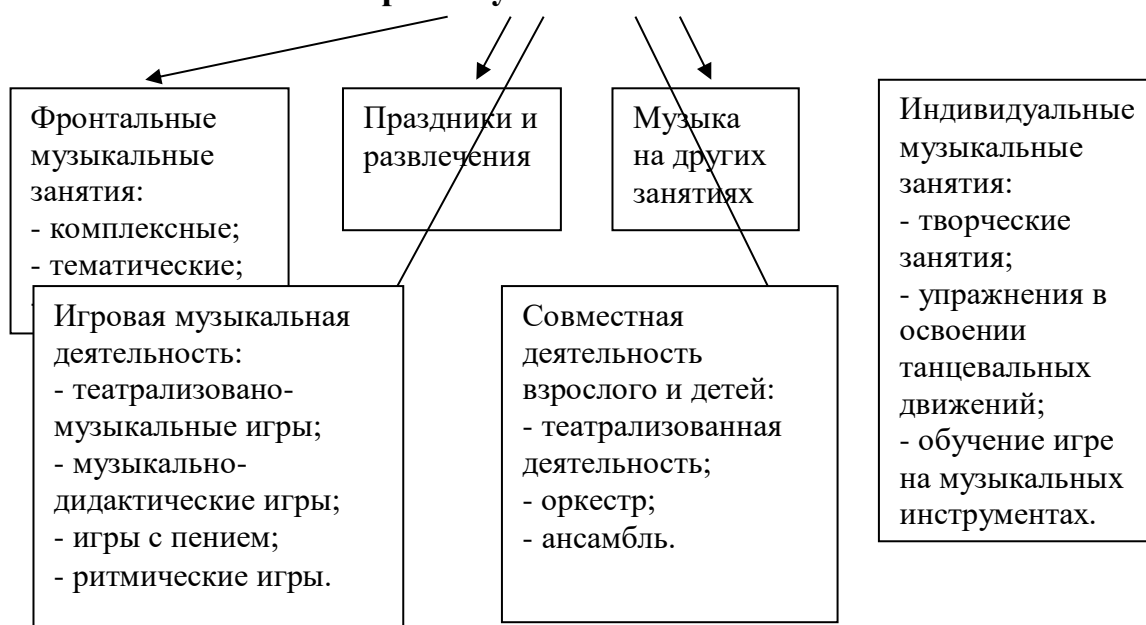 Фронтальные
музыкальные
занятия:
- комплексные;
- тематические;
Праздники и
развлечения
Музыка
на других
занятиях
Индивидуальные
музыкальные
занятия:
- творческие
занятия;
- упражнения в
освоении
танцевальных
движений;
- обучение игре
на музыкальных
инструментах.
Игровая музыкальная
деятельность:
- театрализовано-
музыкальные игры;
- музыкально-
дидактические игры;
- игры с пением;
- ритмические игры.
Совместная
деятельность
взрослого и детей:
- театрализованная
деятельность;
- оркестр;
- ансамбль.